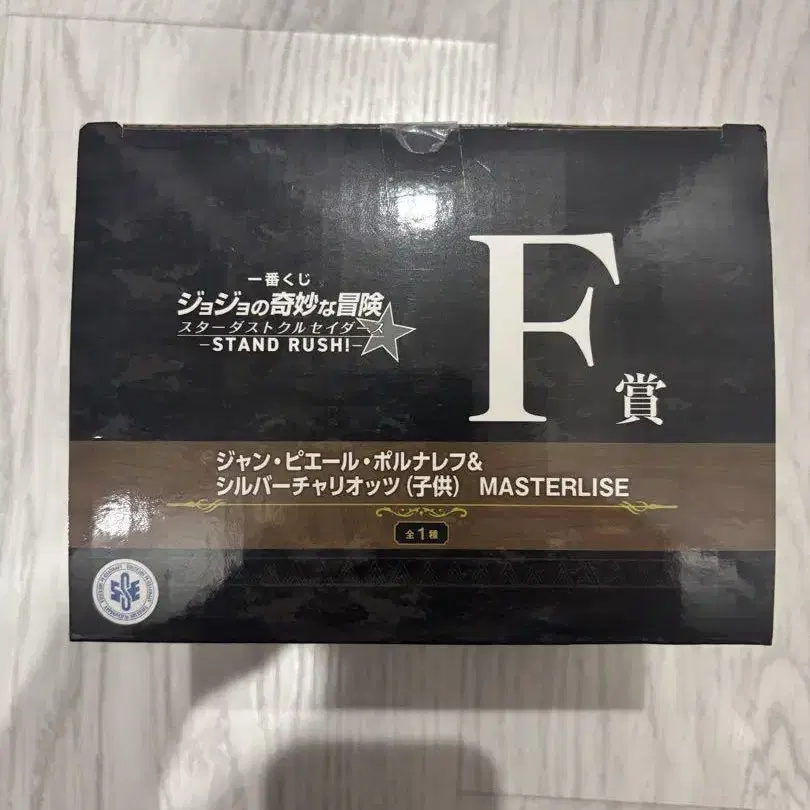 一番くじ
ジョジョの奇妙な冒険
スターダストクルセイダース
-STAND RUSH!-
F賞
ジャン・ピエール・ポルナレフ&
シルバーチャリオッツ(子供) MASTERLISE
全1種